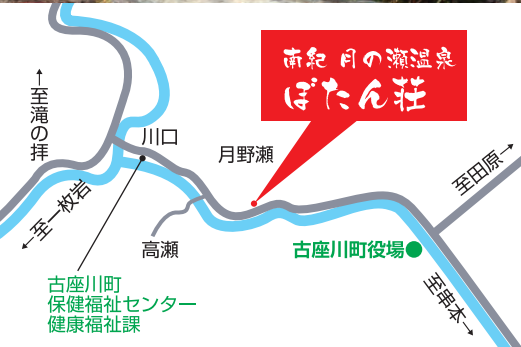 南紀 月の瀬温泉
ぼたん荘
↑至滝の拝
川口
月野瀬
至田原→
←至一枚岩
高瀬
古座川町役場
古座川町
保健福祉センター
健康福祉課
至串本→